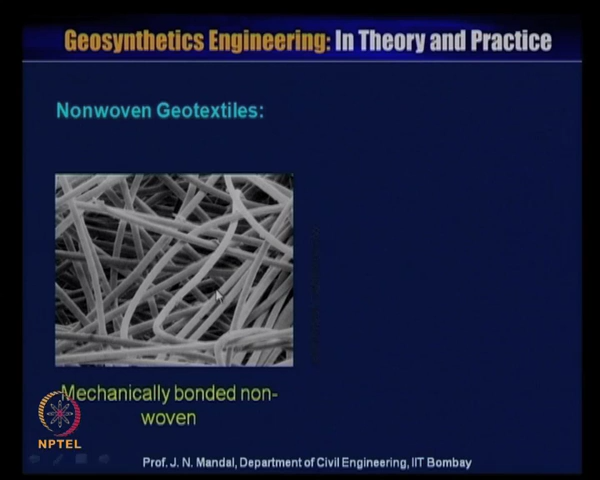 Geosynthetics Engineering: In Theory and Practice
Nonwoven Geotextiles:
Mechanically bonded non-
woven
NPTEL
Prof. J. N. Mandal, Department of Civil Engineering, IIT Bombay